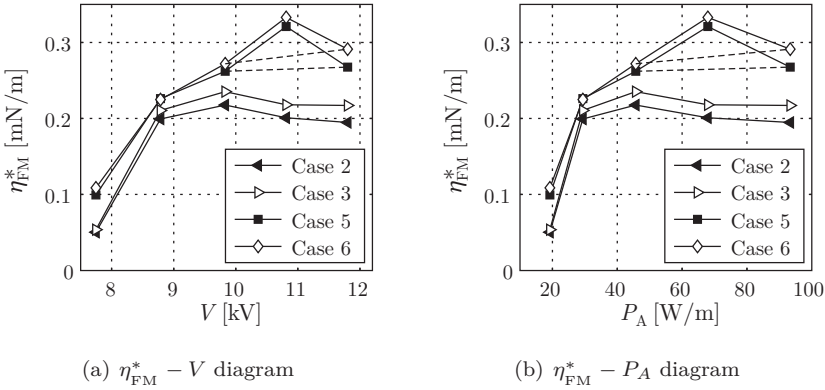 0.3
0.2
0.1
0
η*FM [mN/m]
Case 2
Case 3
Case 5
Case 6
8 9 10 11 12
V [kV]
(a) η*FM − V diagram
0.3
0.2
0.1
0
η*FM [mN/m]
Case 2
Case 3
Case 5
Case 6
20 40 60 80 100
PA [W/m]
(b) η*FM − PA diagram